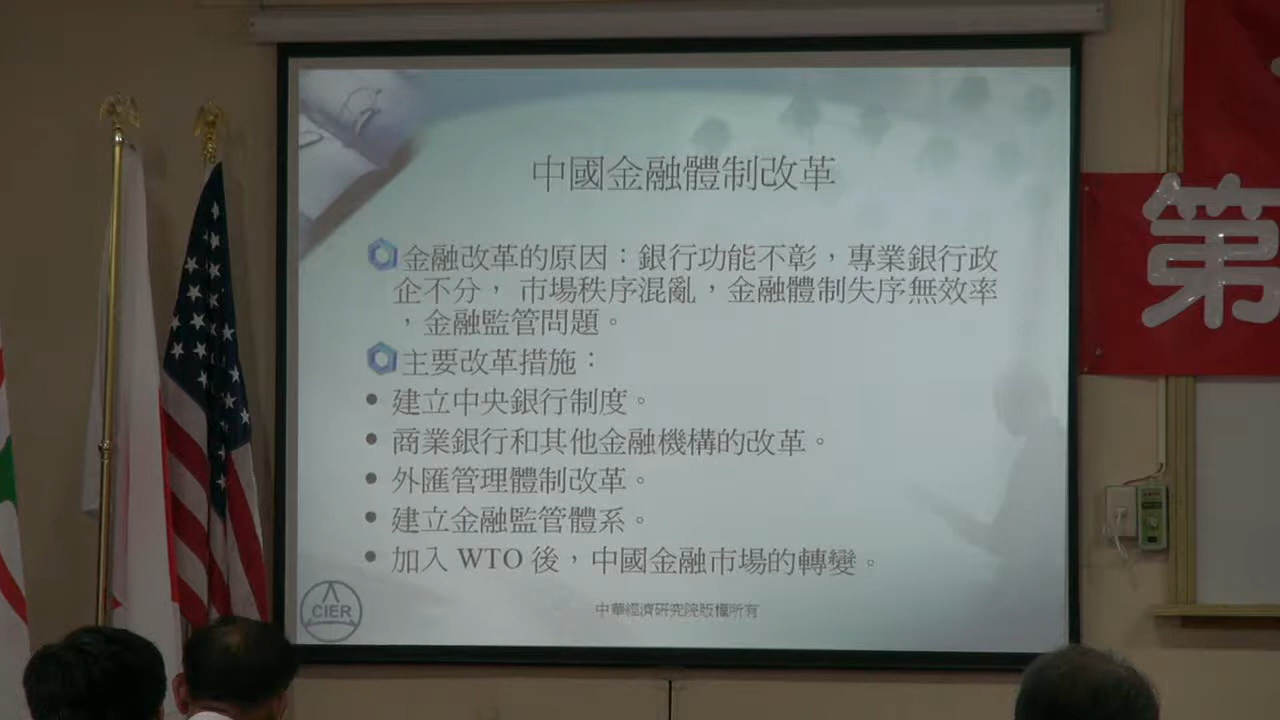 中國金融體制改革
金融改革的原因：銀行功能不彰，專業銀行政
企不分， 市場秩序混亂，金融體制失序無效率
，金融監管問題。
主要改革措施：
• 建立中央銀行制度。
• 商業銀行和其他金融機構的改革。
• 外匯管理體制改革。
• 建立金融監管體系。
• 加入 WTO 後，中國金融市場的轉變。
CIER
中華經濟研究院版權所有
第